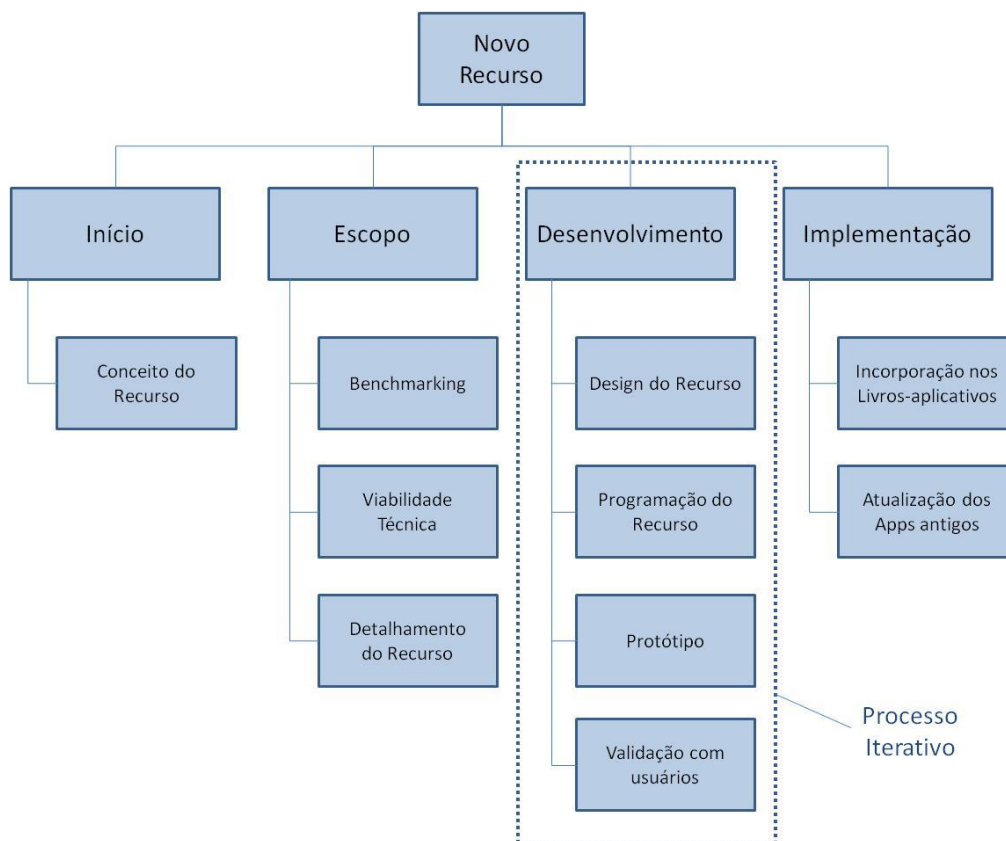 Novo
Recurso
Início
Escopo
Desenvolvimento
Implementação
Conceito do
Recurso
Benchmarking
Viabilidade
Técnica
Detalhamento
do Recurso
Design do Recurso
Programação do
Recurso
Protótipo
Validação com
usuários
Incorporação nos
Livros-aplicativos
Atualização dos
Apps antigos
Processo
Iterativo